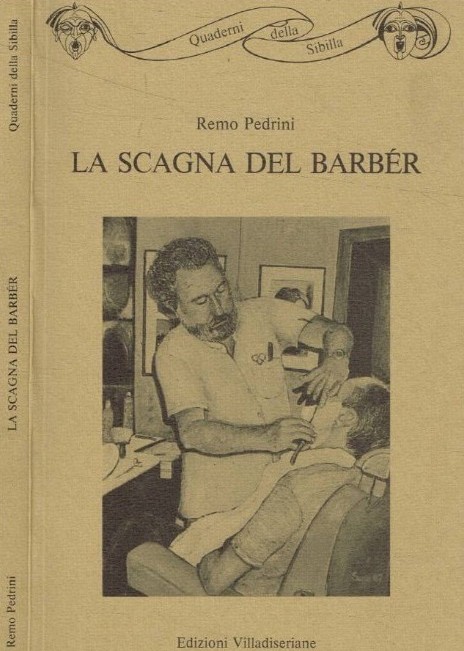 Quaderni della Sibilla
Remo Pedrini
LA SCAGNA DEL BARBÉR
Edizioni Villadiseriane
Quaderni della Sibilla
LA SCAGNA DEL BARBÉR
Remo Pedrini